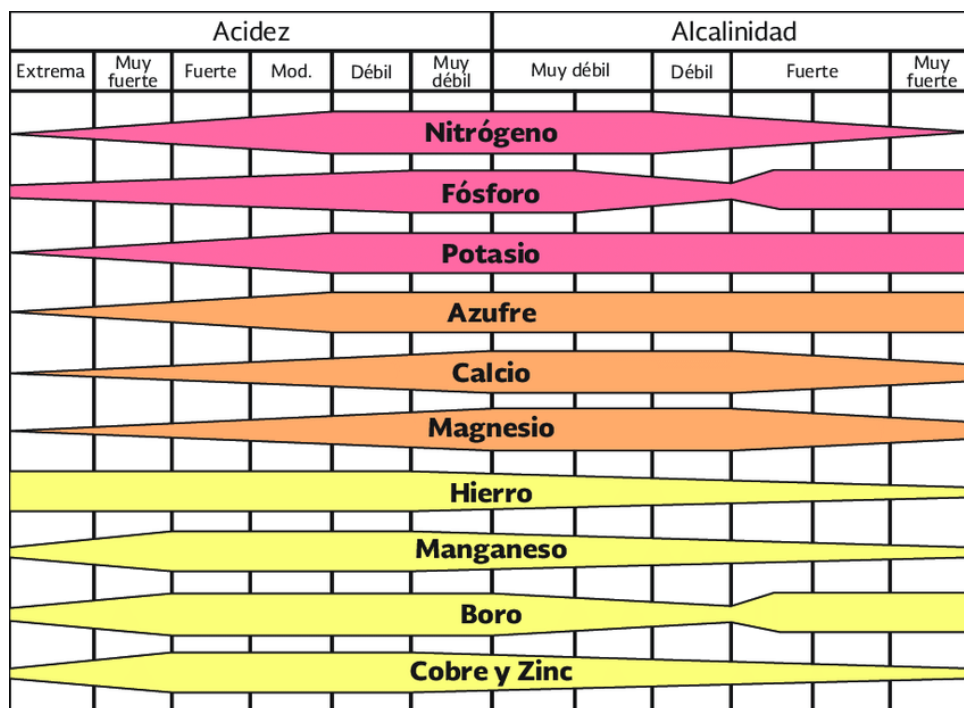 Acidez Alcalinidad
Extrema Muy fuerte Fuerte Mod. Débil Muy débil Muy débil Débil Fuerte Muy fuerte
Nitrógeno
Fósforo
Potasio
Azufre
Calcio
Magnesio
Hierro
Manganeso
Boro
Cobre y Zinc